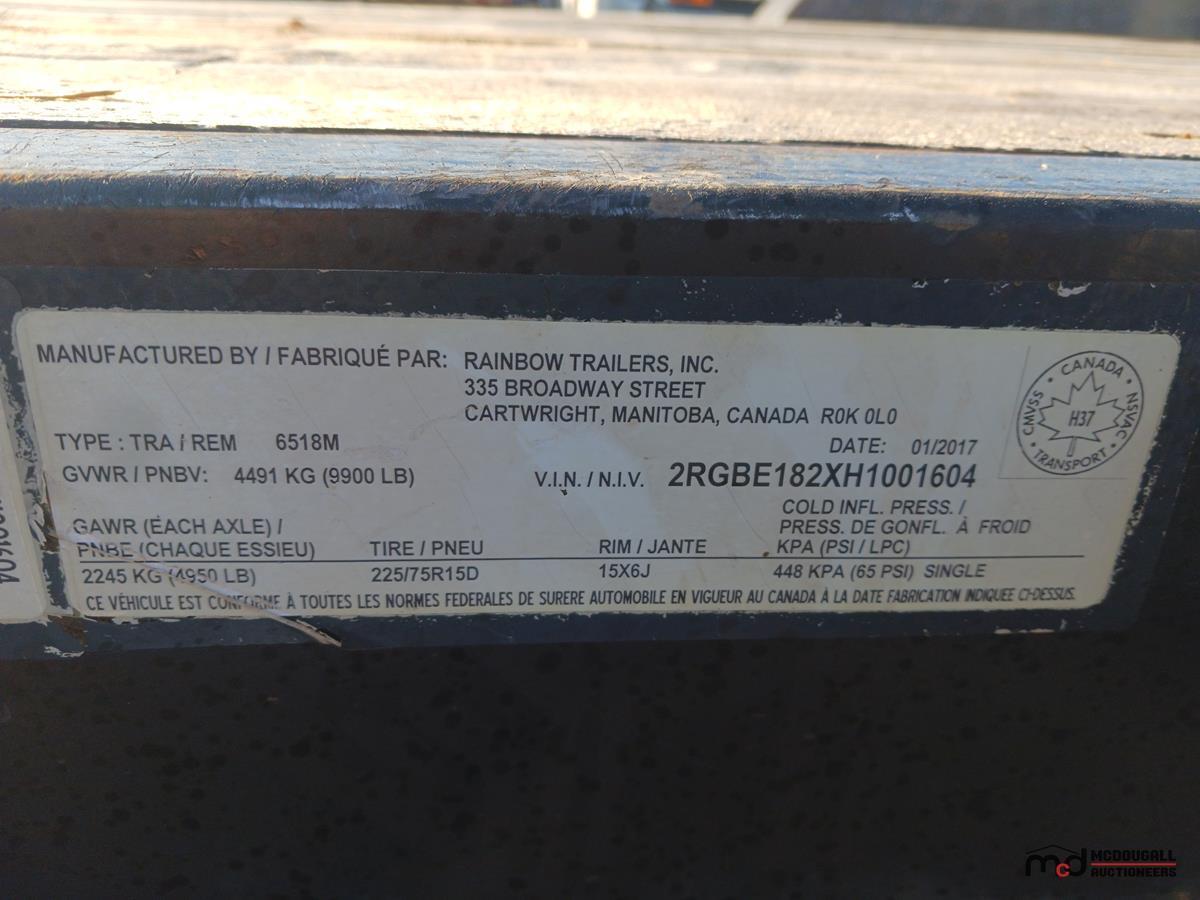 MANUFACTURED BY / FABRIQUÉ PAR: RAINBOW TRAILERS, INC.
335 BROADWAY STREET
CARTWRIGHT, MANITOBA, CANADA R0K 0L0
TYPE : TRA / REM 6518M DATE: 01/2017
GVWR / PNBV: 4491 KG (9900 LB) V.I.N. / N.I.V. 2RGBE182XH1001604
COLD INFL. PRESS. /
GAWR (EACH AXLE) / PRESS. DE GONFL. À FROID
PNBE (CHAQUE ESSIEU) TIRE / PNEU RIM / JANTE KPA (PSI / LPC)
2245 KG (4950 LB) 225/75R15D 15X6J 448 KPA (65 PSI) SINGLE
CE VÉHICULE EST CONFORME À TOUTES LES NORMES FEDERALES DE SURERE AUTOMOBILE EN VIGUEUR AU CANADA À LA DATE FABRICATION INDIQUEE CI-DESSUS.
CANADA
CMVSS
NSVAC
H37
TRANSPORT
mcd MCDOUGALL
AUCTIONEERS